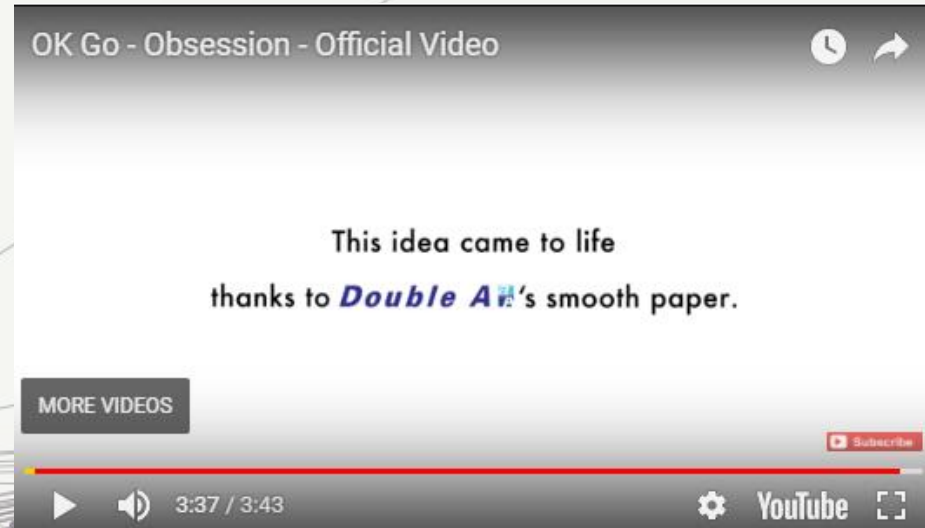 OK Go - Obsession - Official Video
This idea came to life
thanks to Double A's smooth paper.
MORE VIDEOS
Subscribe
3:37 / 3:43
YouTube